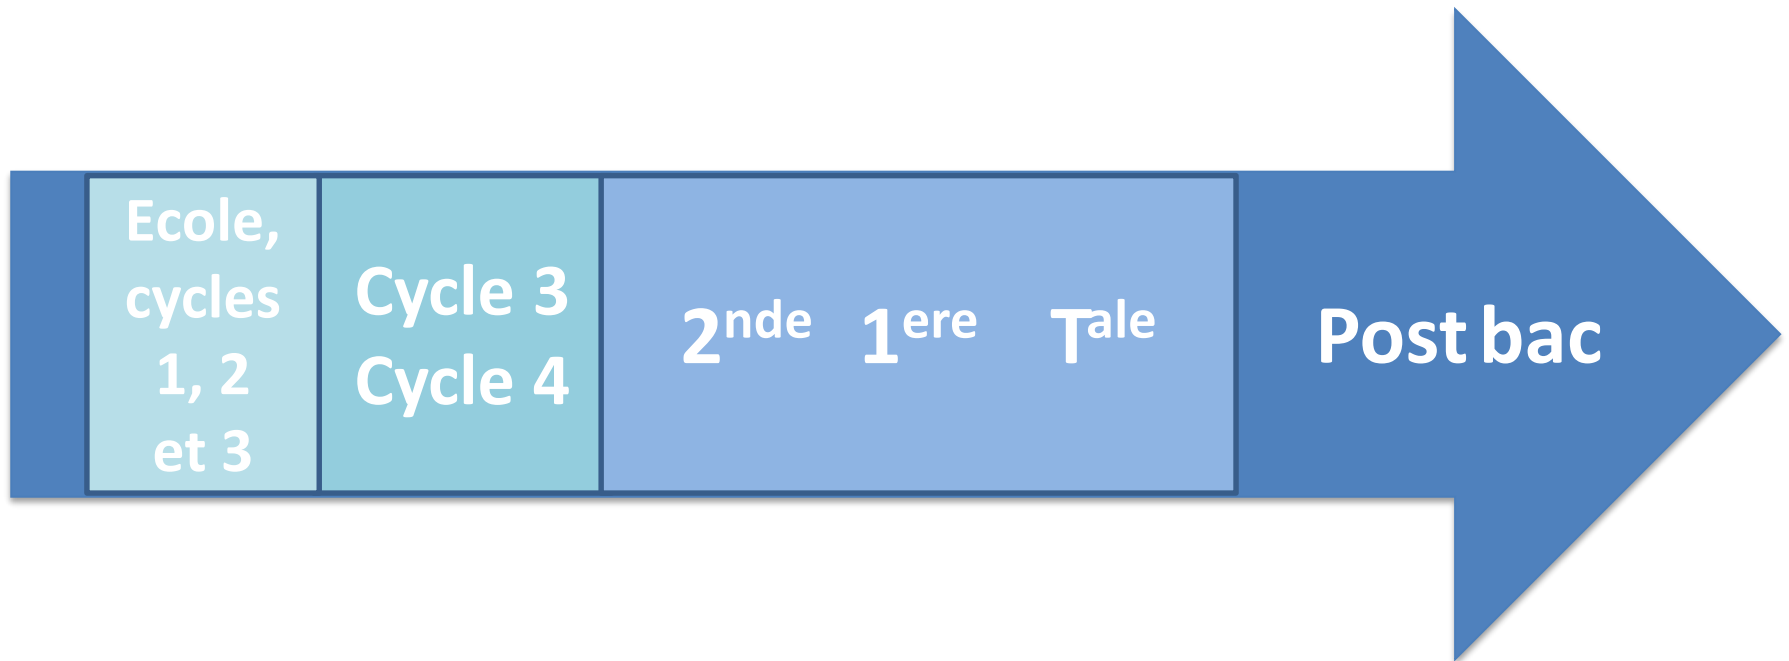 Ecole,
cycles
1, 2
et 3
Cycle 3
Cycle 4
2nde 1ere Tale
Post bac